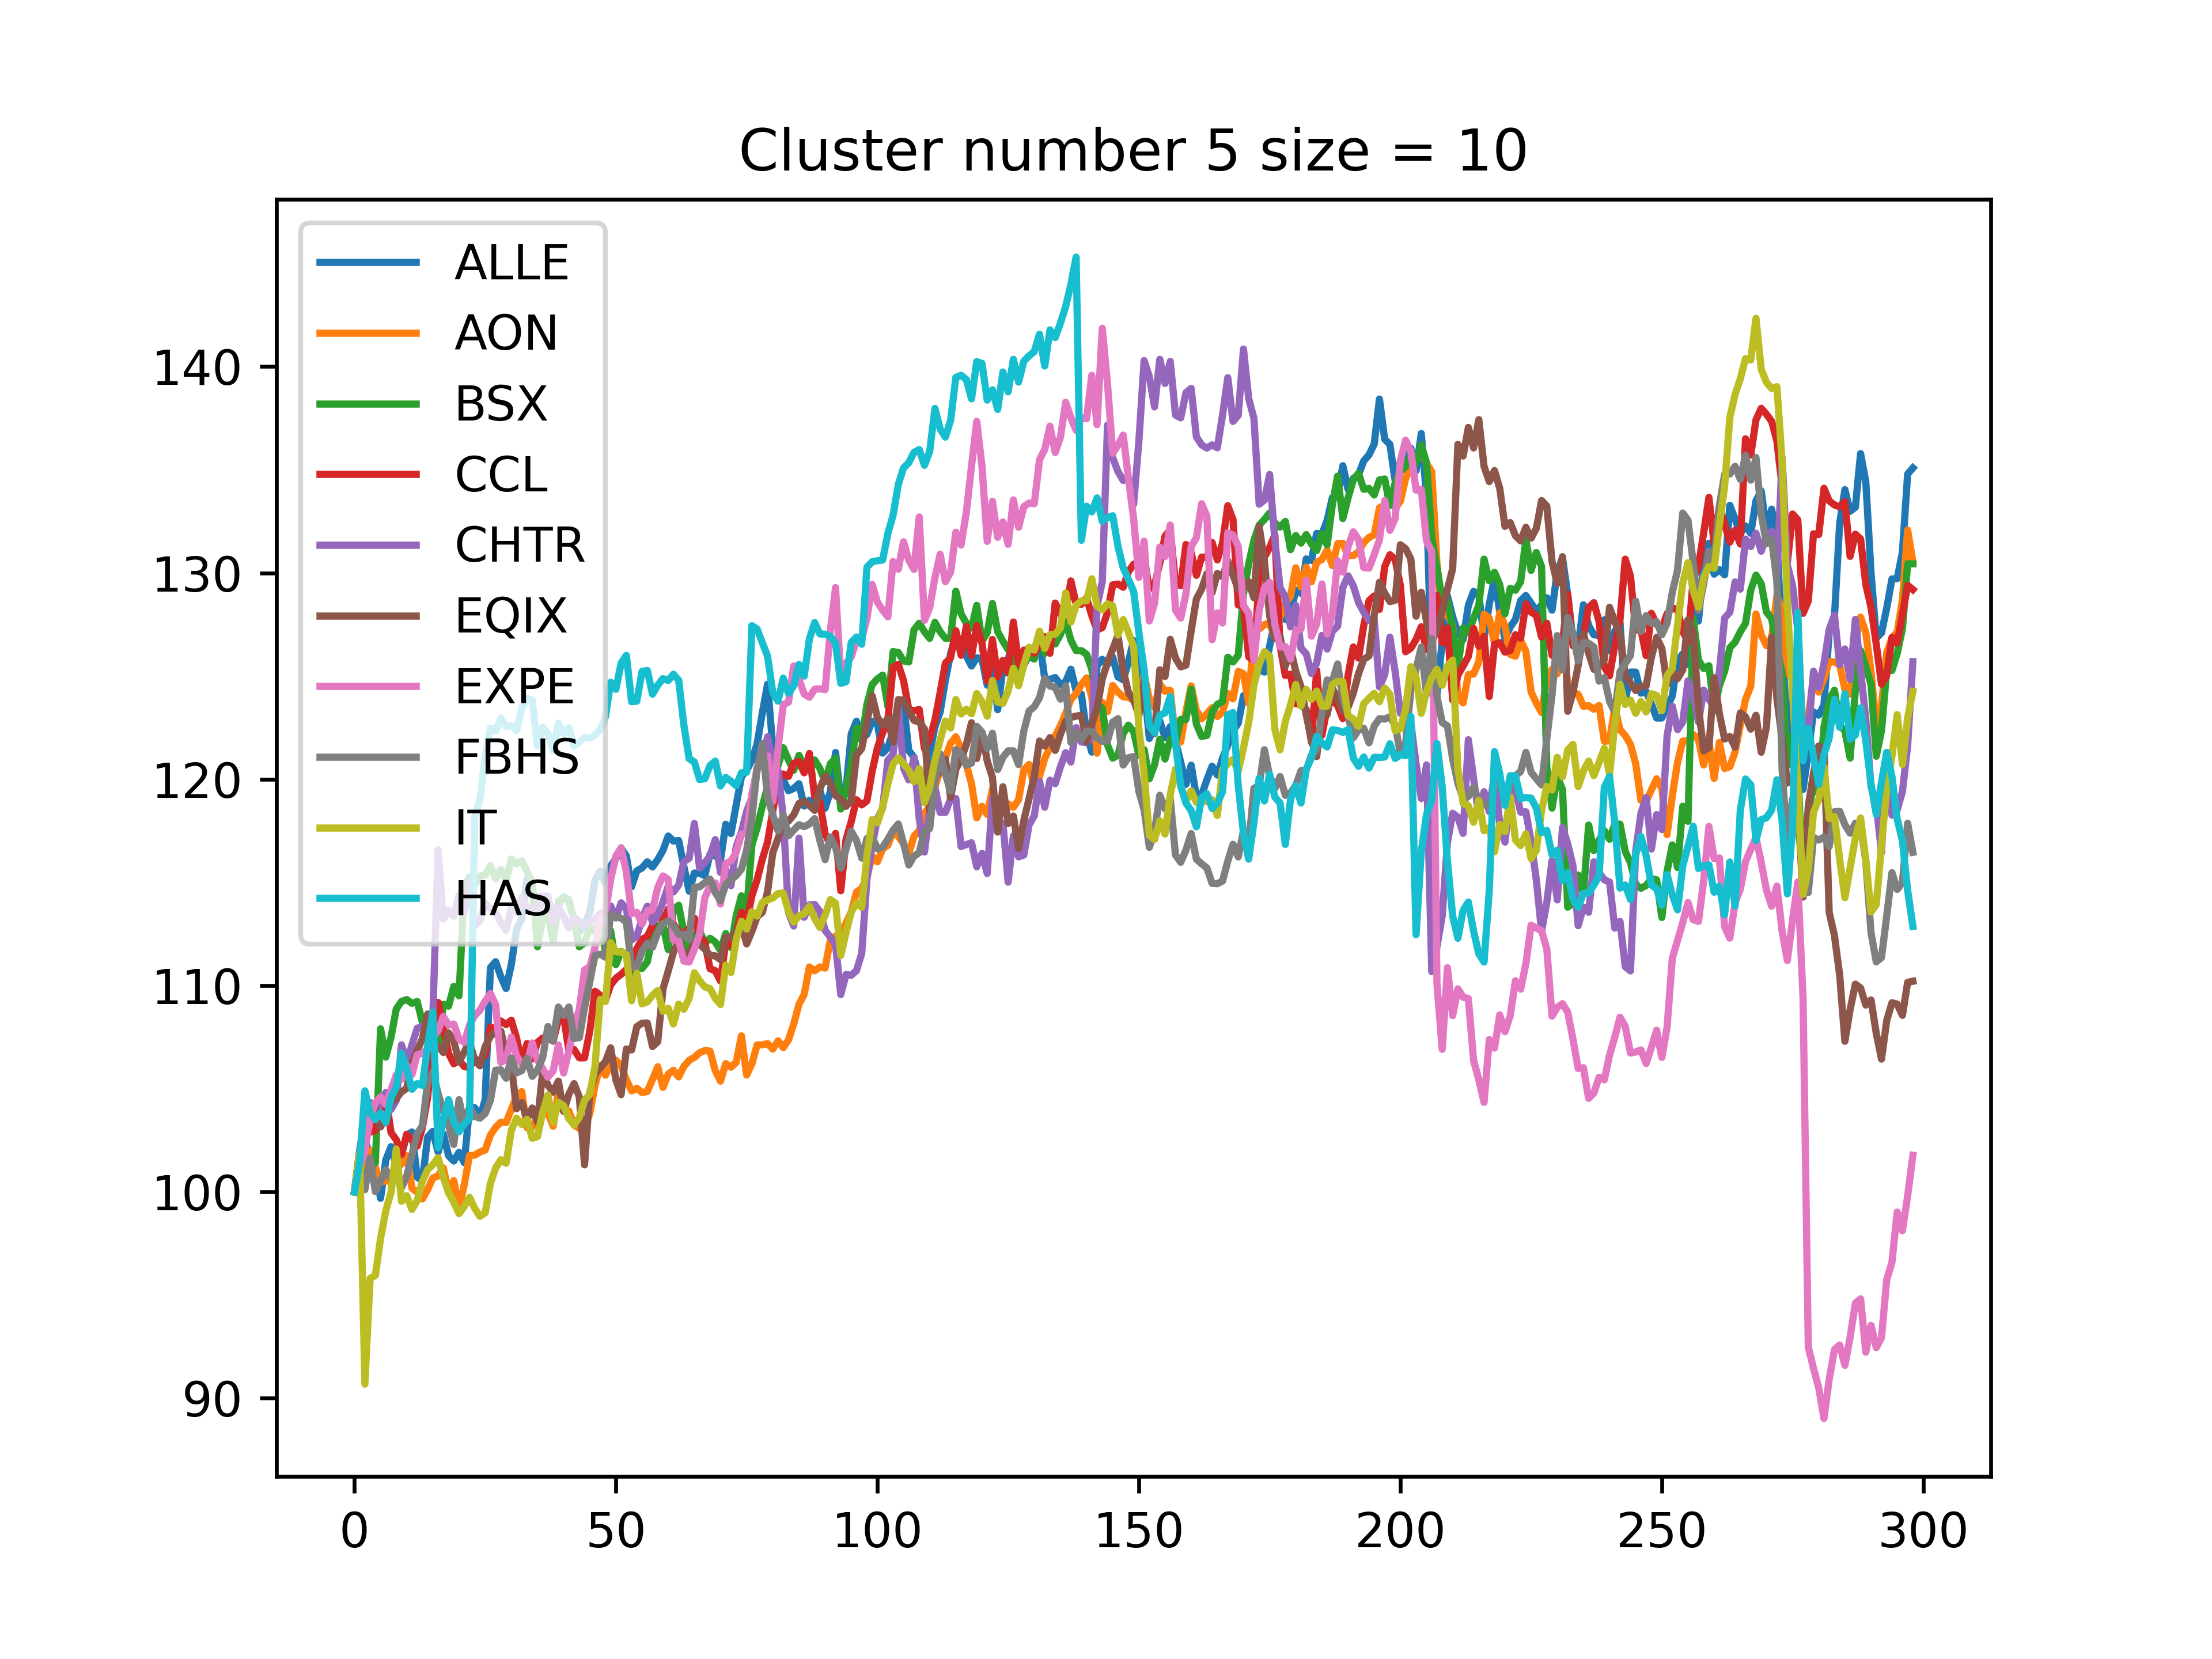 Cluster number 5 size = 10
ALLE
AON
BSX
CCL
CHTR
EQIX
EXPE
FBHS
IT
HAS
140
130
120
110
100
90
0 50 100 150 200 250 300